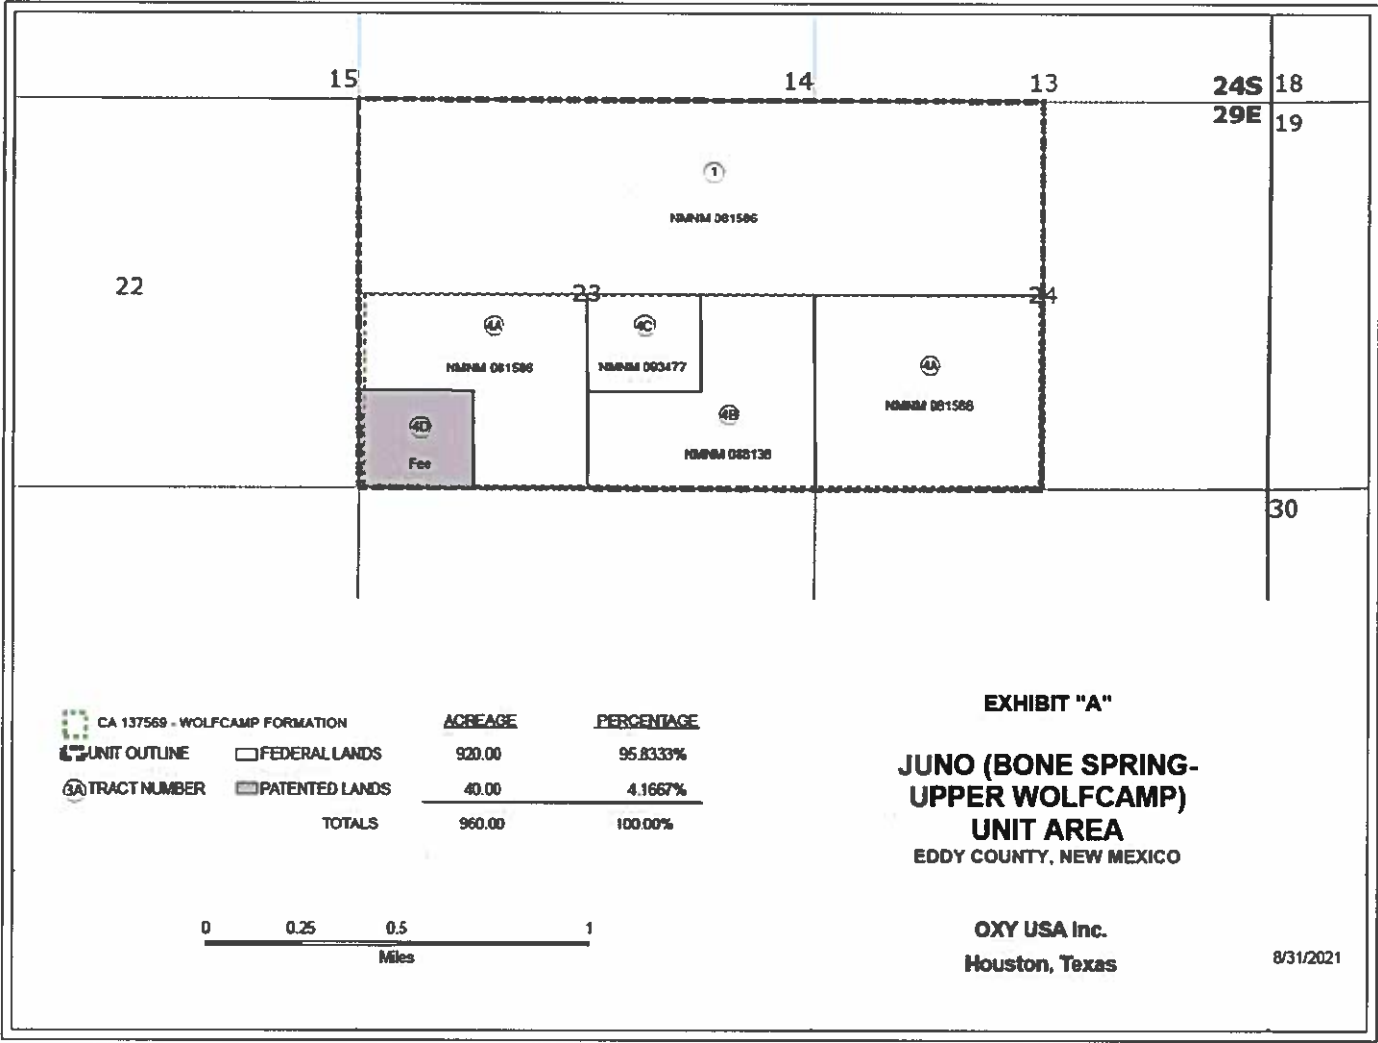 15 14 13 24S 18
29E 19
1
NMNM 081586
22 23 24
4A 4C
NMNM 081586 NMNM 093477
4A
NMNM 081586
4B
NMNM 088138
4D
Fee
30
CA 137569 - WOLFCAMP FORMATION ACREAGE PERCENTAGE
UNIT OUTLINE FEDERAL LANDS 920.00 95.8333%
3A TRACT NUMBER PATENTED LANDS 40.00 4.1667%
TOTALS 960.00 100.00%
EXHIBIT "A"
JUNO (BONE SPRING-
UPPER WOLFCAMP)
UNIT AREA
EDDY COUNTY, NEW MEXICO
0 0.25 0.5 1
Miles
OXY USA Inc.
Houston, Texas
8/31/2021